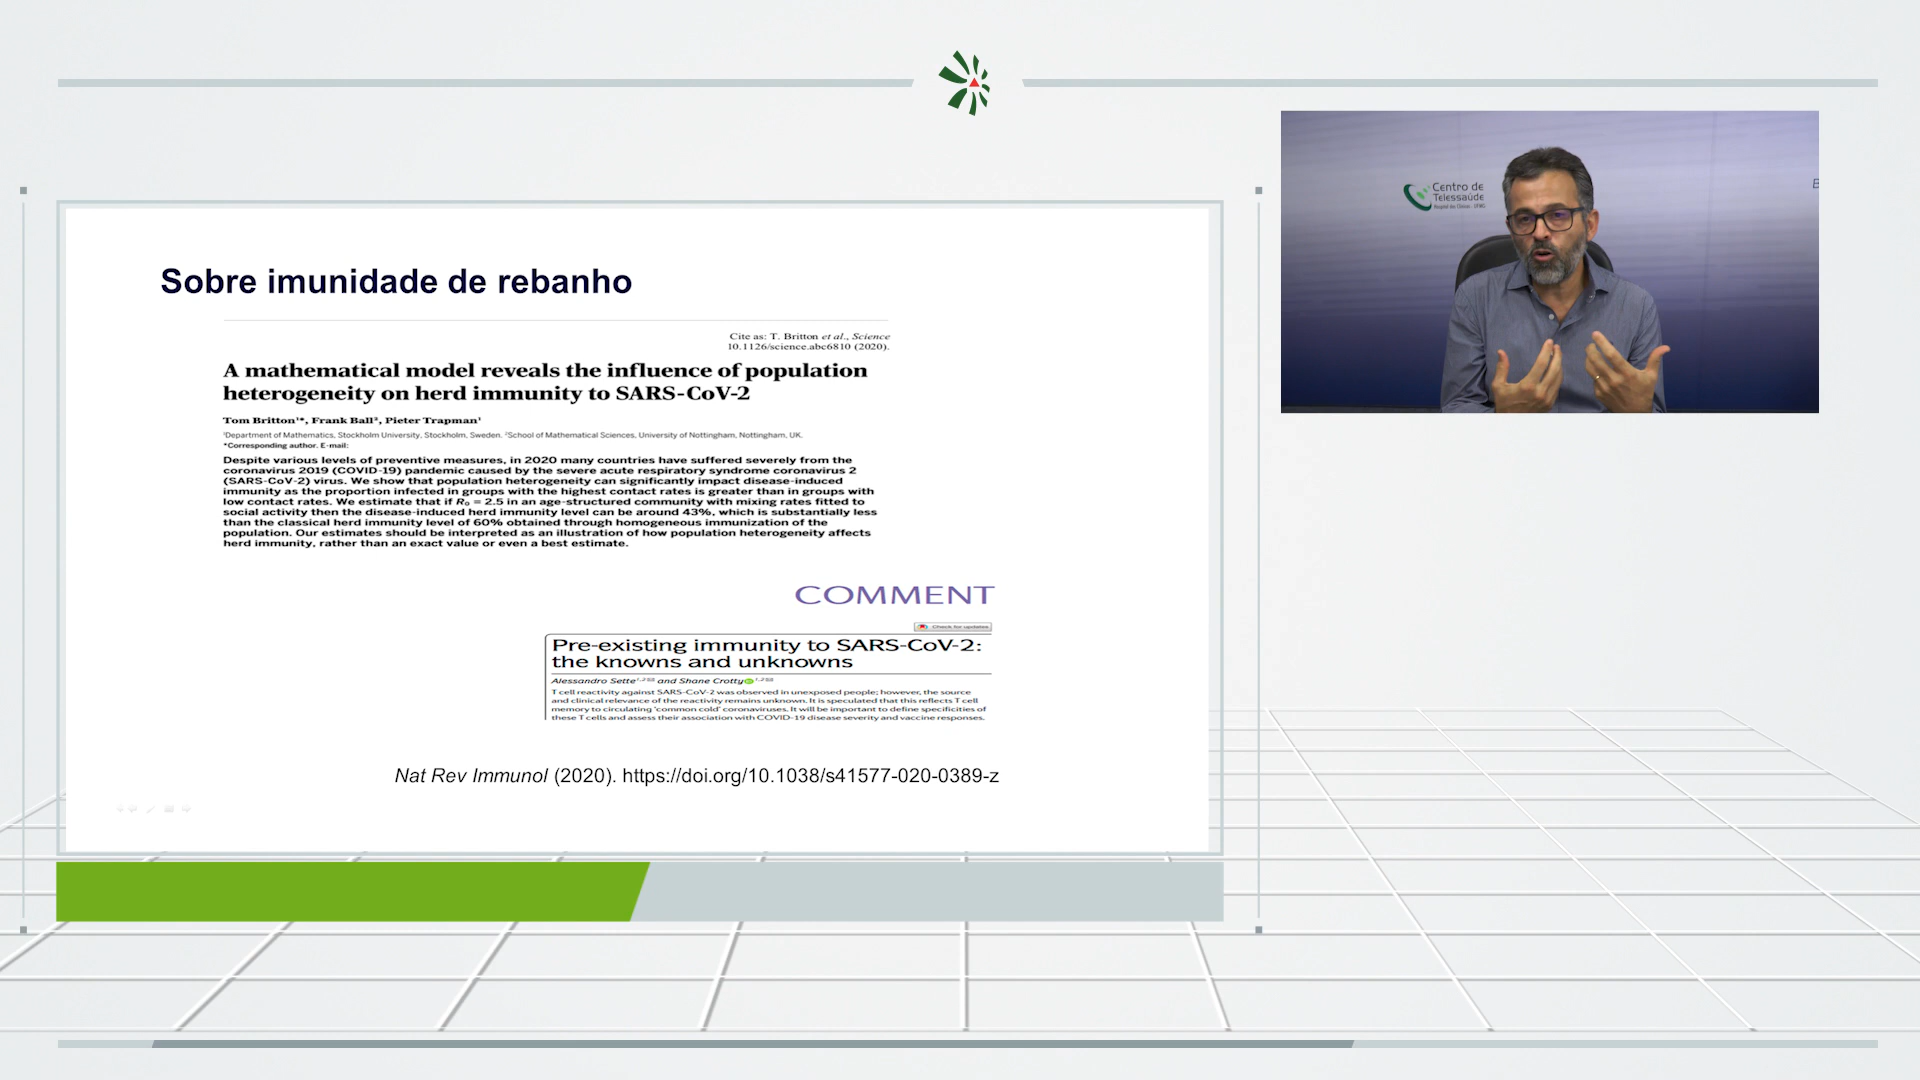 Sobre imunidade de rebanho
Cite as: T. Britton et al., Science
10.1126/science.abc6810 (2020).
A mathematical model reveals the influence of population
heterogeneity on herd immunity to SARS-CoV-2
Tom Britton¹*, Frank Ball², Pieter Trapman¹
¹Department of Mathematics, Stockholm University, Stockholm, Sweden. ²School of Mathematical Sciences, University of Nottingham, Nottingham, UK.
*Corresponding author. E-mail:
Despite various levels of preventive measures, in 2020 many countries have suffered severely from the
coronavirus 2019 (COVID-19) pandemic caused by the severe acute respiratory syndrome coronavirus 2
(SARS-CoV-2) virus. We show that population heterogeneity can significantly impact disease-induced
immunity as the proportion infected in groups with the highest contact rates is greater than in groups with
low contact rates. We estimate that if R₀ = 2.5 in an age-structured community with mixing rates fitted to
social activity then the disease-induced herd immunity level can be around 43%, which is substantially less
than the classical herd immunity level of 60% obtained through homogeneous immunization of the
population. Our estimates should be interpreted as an illustration of how population heterogeneity affects
herd immunity, rather than an exact value or even a best estimate.
COMMENT
Check for updates
Pre-existing immunity to SARS-CoV-2:
the knowns and unknowns
Alessandro Sette and Shane Crotty
T cell reactivity against SARS-CoV-2 was observed in unexposed people; however, the source
and clinical relevance of the reactivity remains unknown. It is speculated that this reflects T cell
memory to circulating 'common cold' coronaviruses. It will be important to define specificities of
these T cells and assess their association with COVID-19 disease severity and vaccine responses.
Nat Rev Immunol (2020). https://doi.org/10.1038/s41577-020-0389-z
Centro de
Telessaúde
Hospital das Clínicas - UFMG